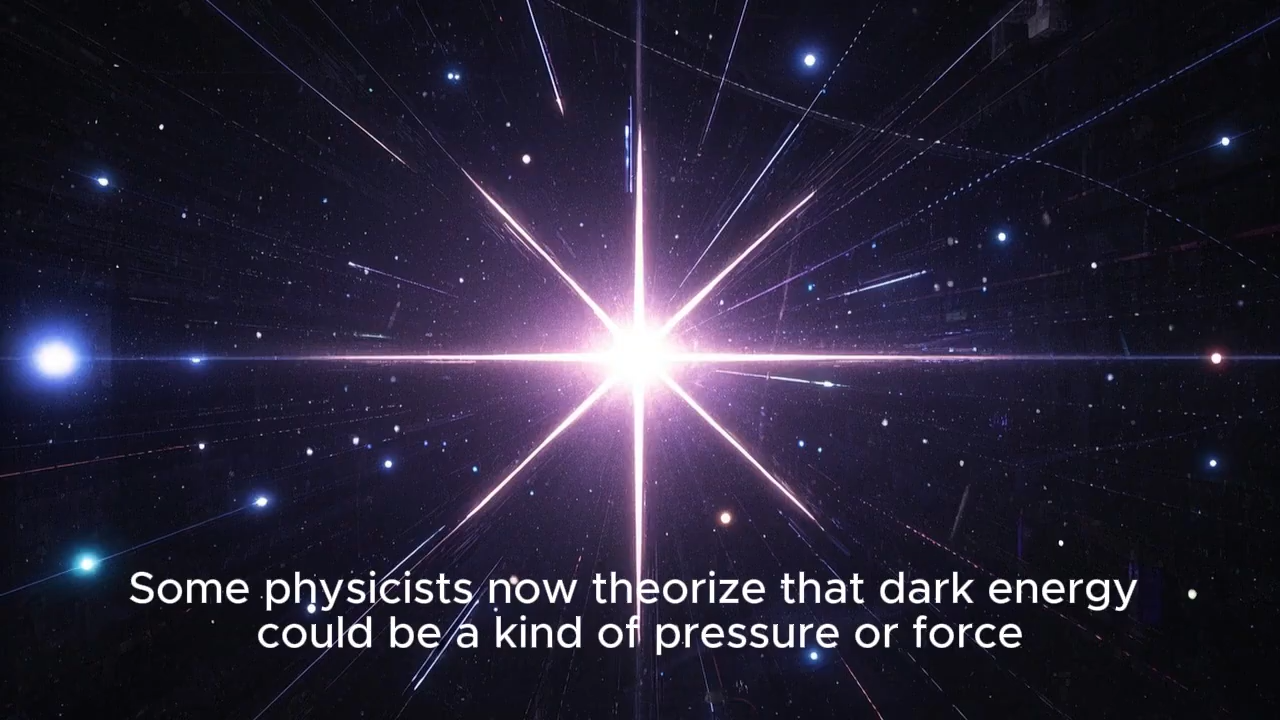 Some physicists now theorize that dark energy
could be a kind of pressure or force